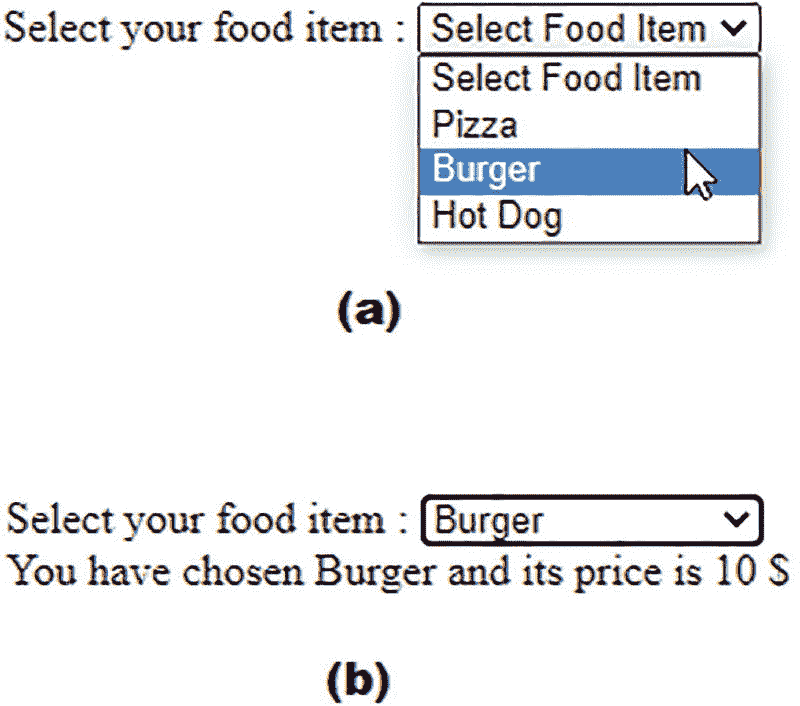 Select your food item : Select Food Item
Select Food Item
Pizza
Burger
Hot Dog
(a)
Select your food item : Burger
You have chosen Burger and its price is 10 $
(b)